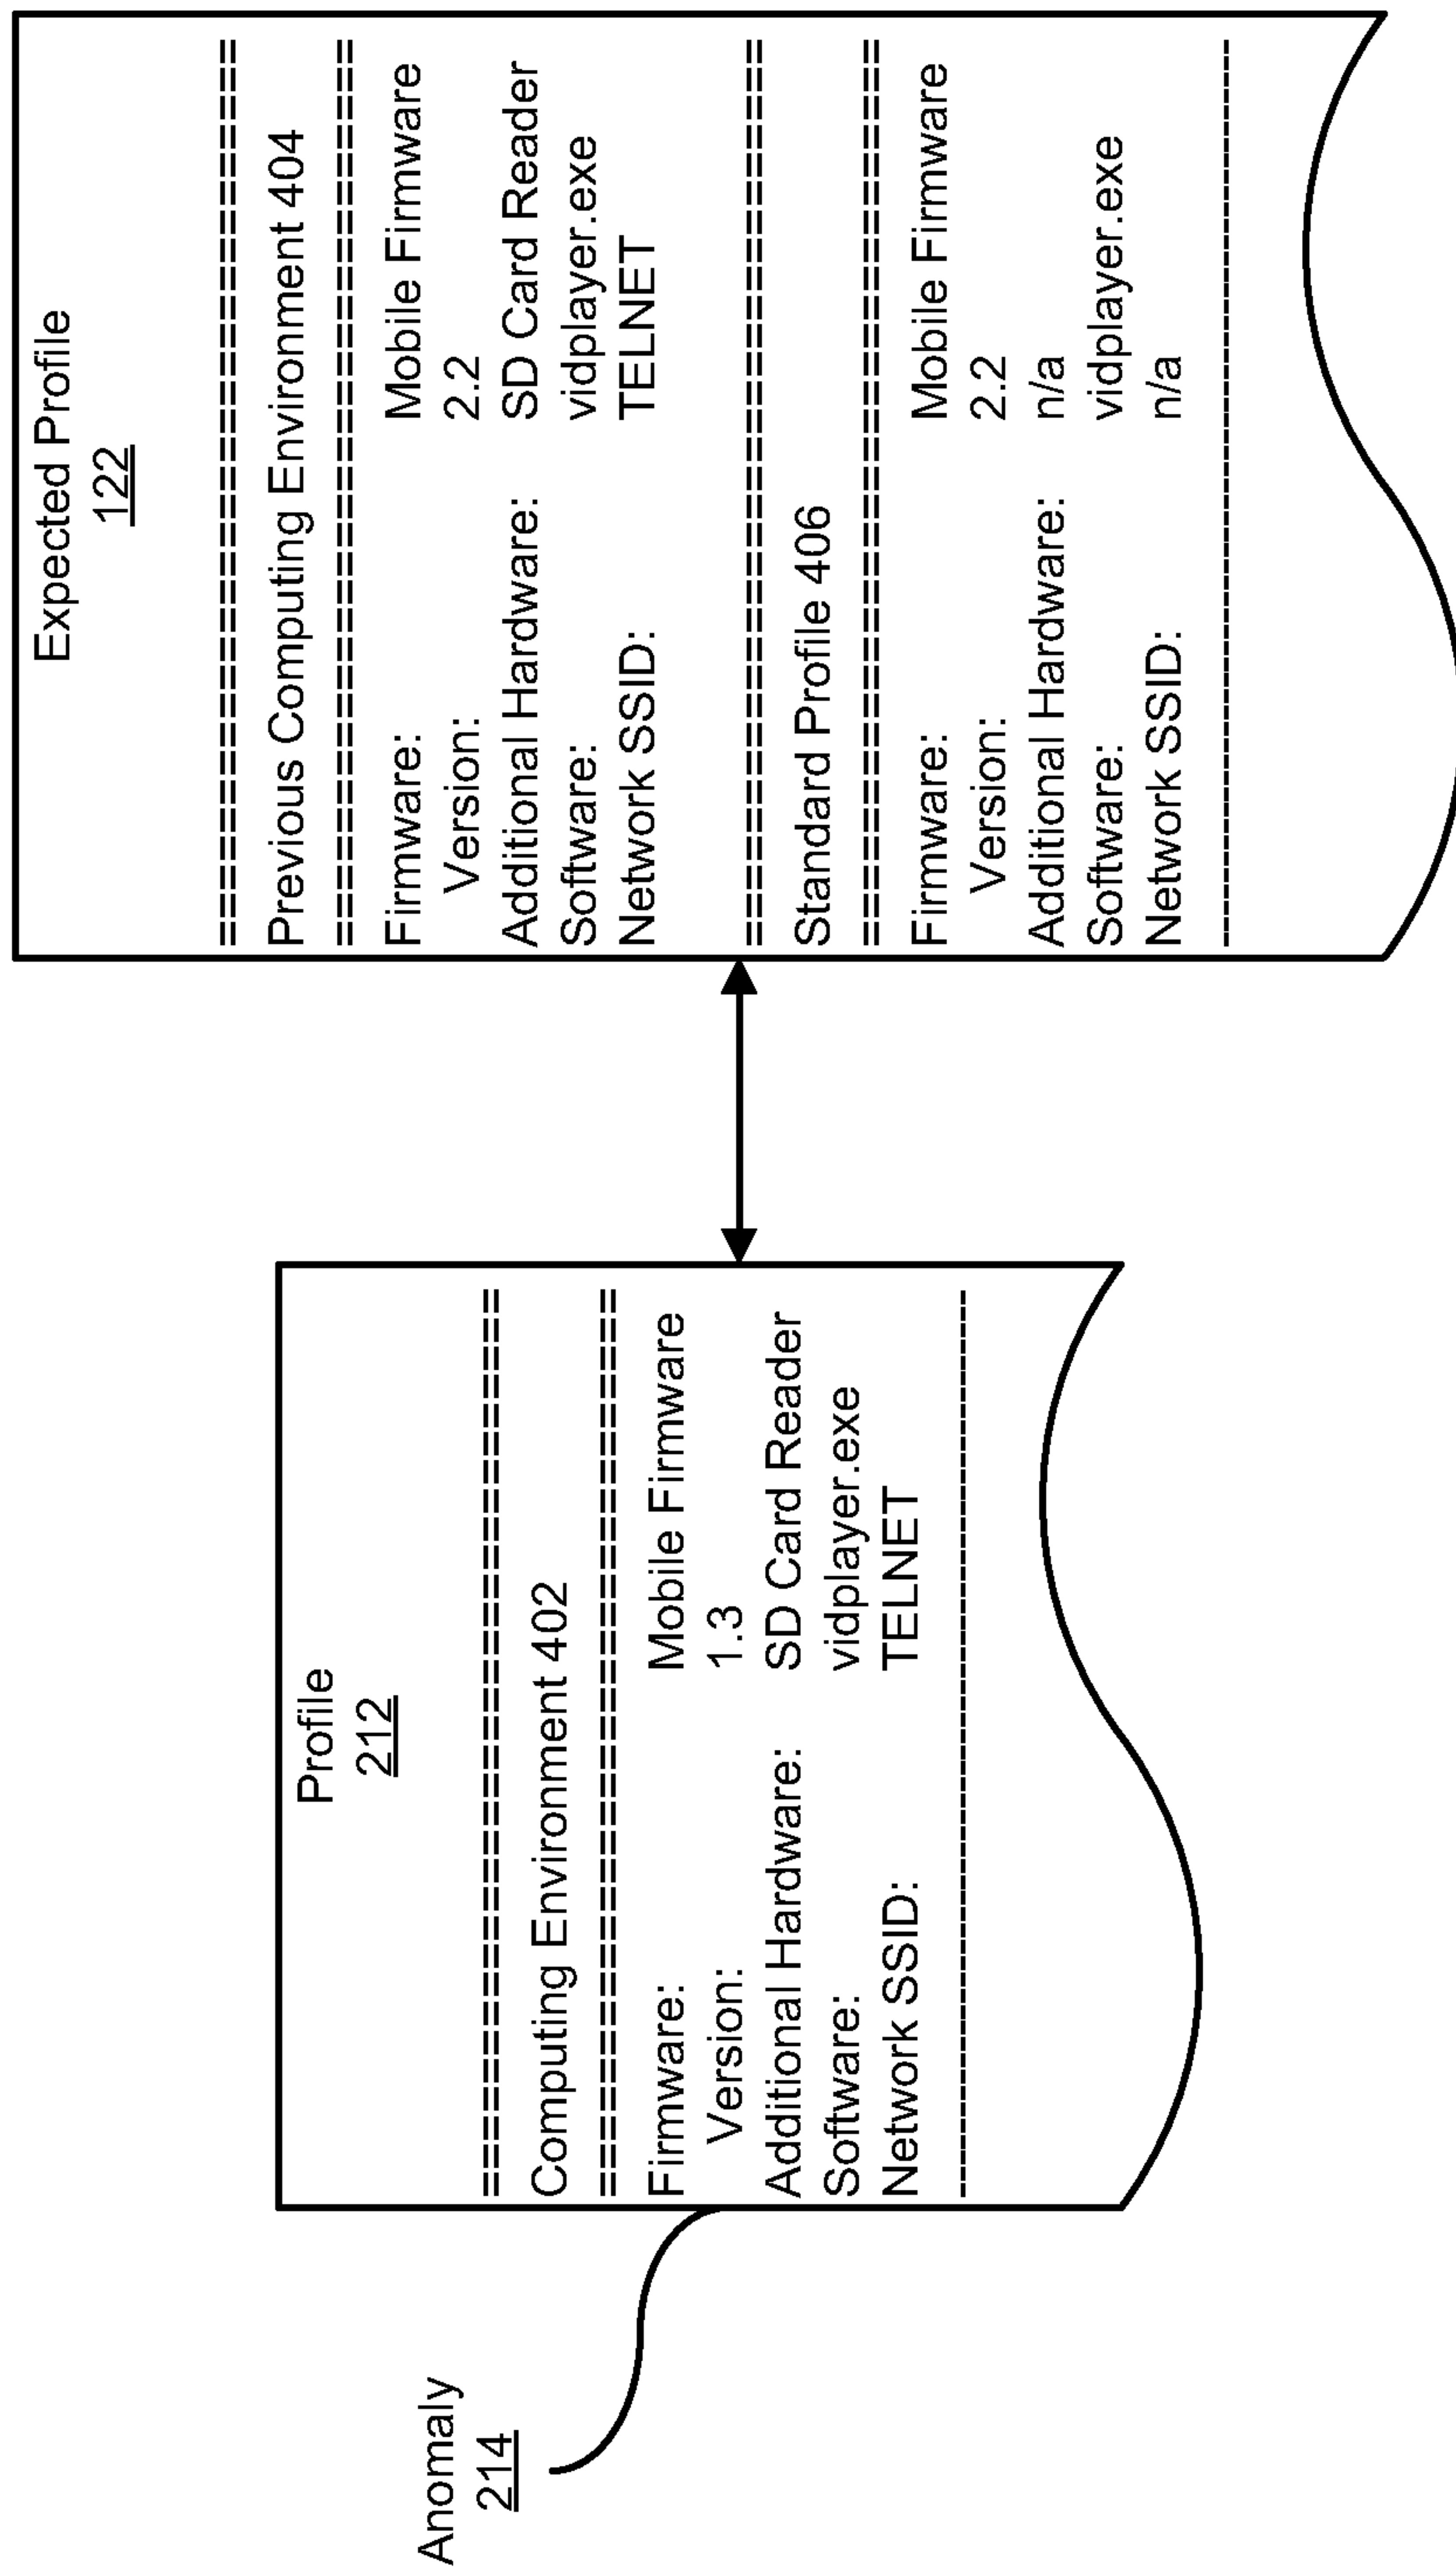 Anomaly
214
Profile
212
Computing Environment 402
Firmware: Mobile Firmware
Version: 1.3
Additional Hardware: SD Card Reader
Software: vidplayer.exe
Network SSID: TELNET
Expected Profile
122
Previous Computing Environment 404
Firmware: Mobile Firmware
Version: 2.2
Additional Hardware: SD Card Reader
Software: vidplayer.exe
Network SSID: TELNET
Standard Profile 406
Firmware: Mobile Firmware
Version: 2.2
Additional Hardware: n/a
Software: vidplayer.exe
Network SSID: n/a